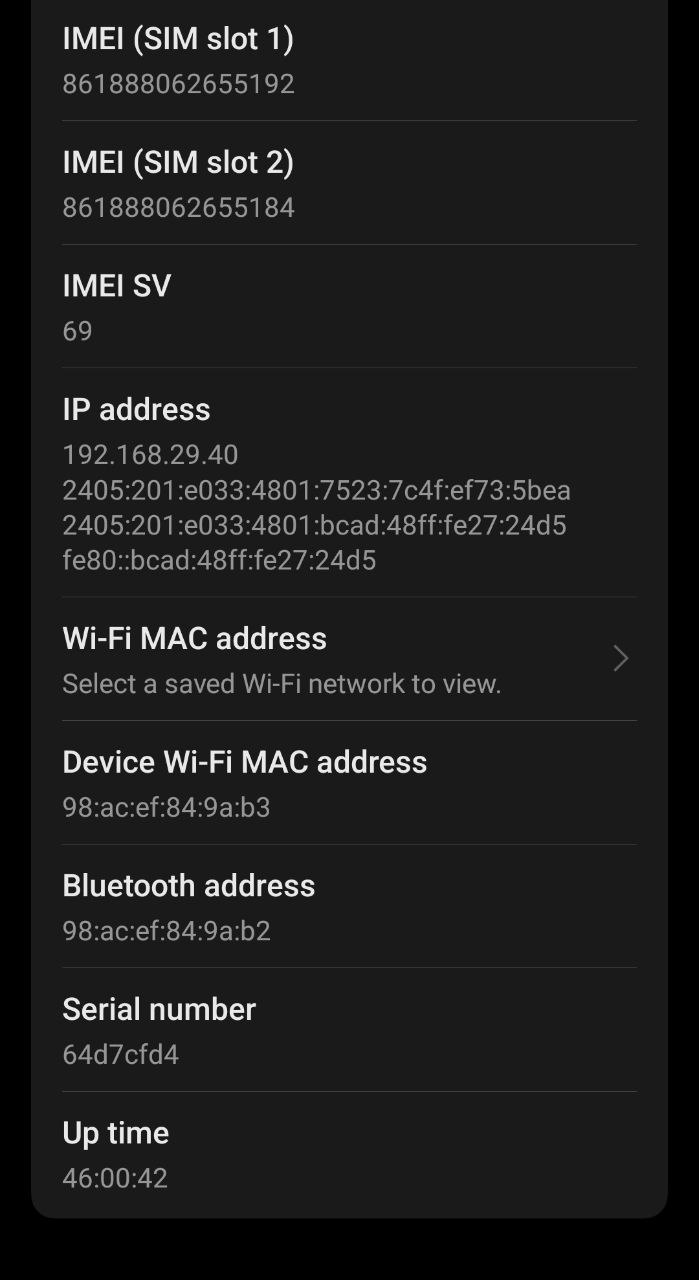 IMEI (SIM slot 1)
861888062655192
IMEI (SIM slot 2)
861888062655184
IMEI SV
69
IP address
192.168.29.40
2405:201:e033:4801:7523:7c4f:ef73:5bea
2405:201:e033:4801:bcad:48ff:fe27:24d5
fe80::bcad:48ff:fe27:24d5
Wi-Fi MAC address
Select a saved Wi-Fi network to view.
Device Wi-Fi MAC address
98:ac:ef:84:9a:b3
Bluetooth address
98:ac:ef:84:9a:b2
Serial number
64d7cfd4
Up time
46:00:42